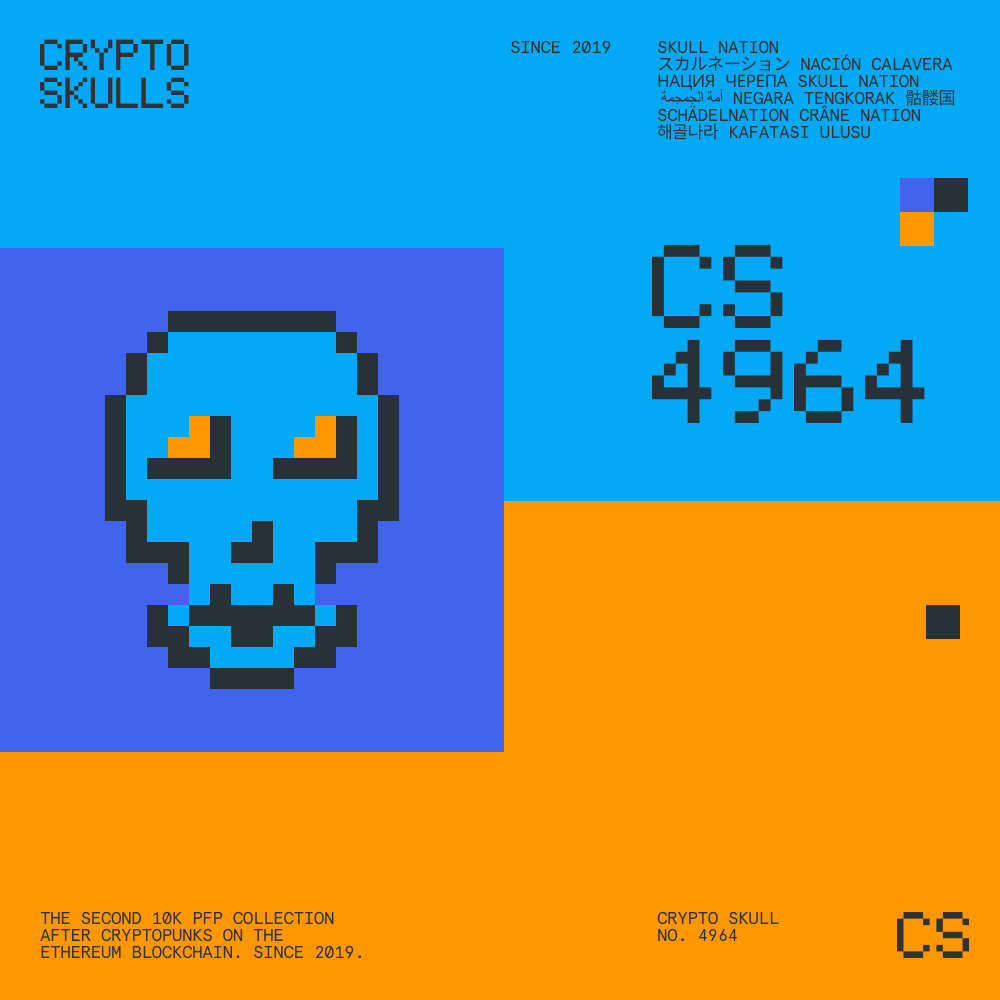 CRYPTO
SKULLS
SINCE 2019
SKULL NATION
スカルネーション NACIÓN CALAVERA
НАЦИЯ ЧЕРЕПА SKULL NATION
أمة الجمجمة NEGARA TENGKORAK 骷髅国
SCHÄDELNATION CRÂNE NATION
해골나라 KAFATASI ULUSU
CS
4964
THE SECOND 10K PFP COLLECTION
AFTER CRYPTOPUNKS ON THE
ETHEREUM BLOCKCHAIN. SINCE 2019.
CRYPTO SKULL
NO. 4964
CS